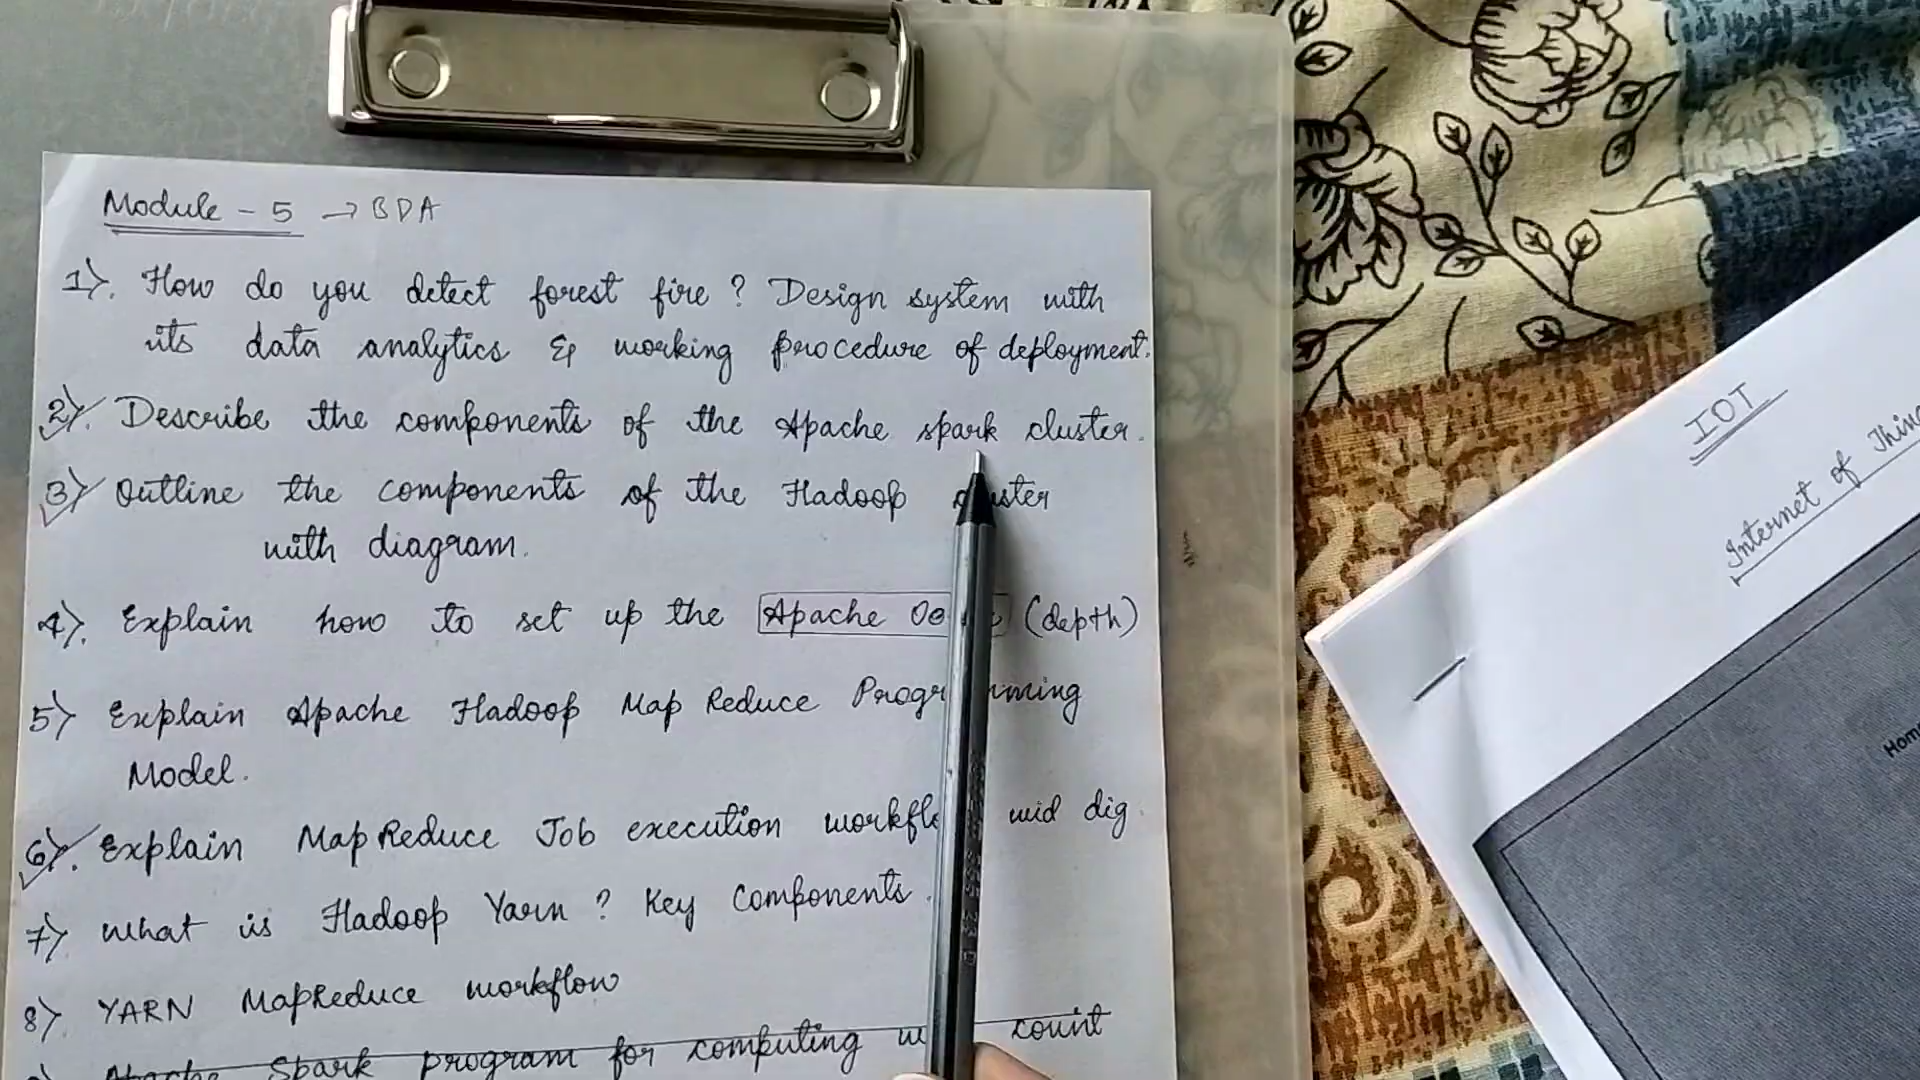 Module - 5 → BDA
1). How do you detect forest fire? Design system with
its data analytics & working procedure of deployment.
2). Describe the components of the Apache spark cluster.
3) Outline the components of the Hadoop
with diagram.
4). Explain how to set up the Apache (depth)
5) Explain Apache Hadoop Map Reduce
Model.
6). Explain MapReduce Job execution wid dig.
7) What is Hadoop Yarn? Key Components.
8). YARN MapReduce workflow
Apache Spark program for computing count
IOT
Internet of